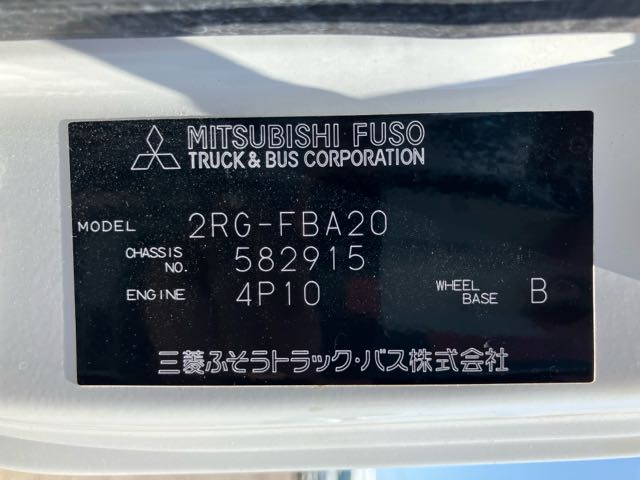 MITSUBISHI FUSO
TRUCK & BUS CORPORATION
MODEL 2RG-FBA20
CHASSIS NO. 582915
ENGINE 4P10 WHEEL BASE B
三菱ふそうトラック・バス株式会社